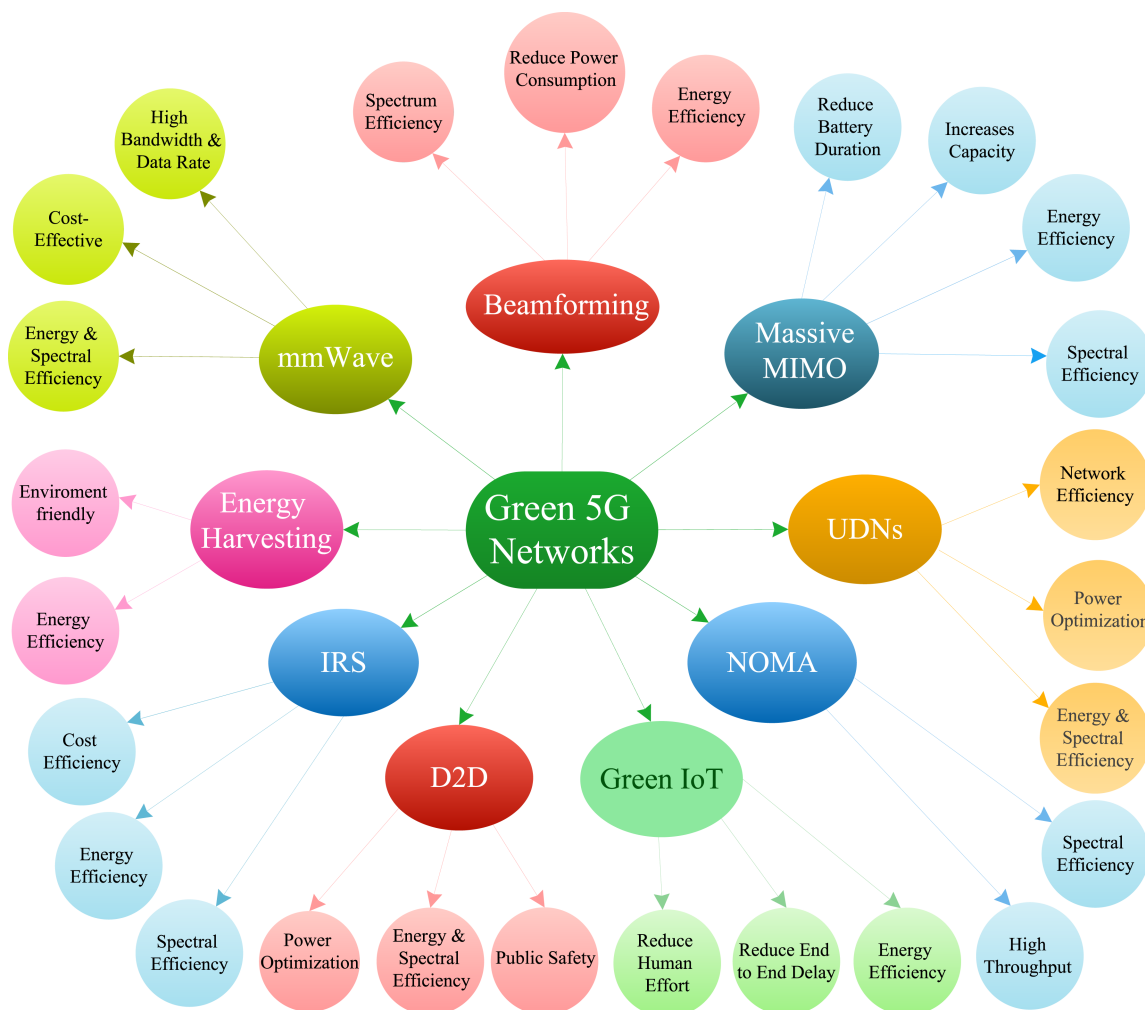 Reduce Power
Consumption
Spectrum
Efficiency
Energy
Efficiency
Reduce
Battery
Duration
Increases
Capacity
High
Bandwidth &
Data Rate
Cost-
Effective
Energy
Efficiency
Energy &
Spectral
Efficiency
mmWave
Beamforming
Massive
MIMO
Spectral
Efficiency
Enviroment
friendly
Energy
Harvesting
Green 5G
Networks
UDNs
Network
Efficiency
Energy
Efficiency
Power
Optimization
IRS
NOMA
Cost
Efficiency
Energy &
Spectral
Efficiency
D2D
Green IoT
Energy
Efficiency
Spectral
Efficiency
Spectral
Efficiency
Power
Optimization
Energy &
Spectral
Efficiency
Public Safety
Reduce
Human
Effort
Reduce End
to End Delay
Energy
Efficiency
High
Throughput